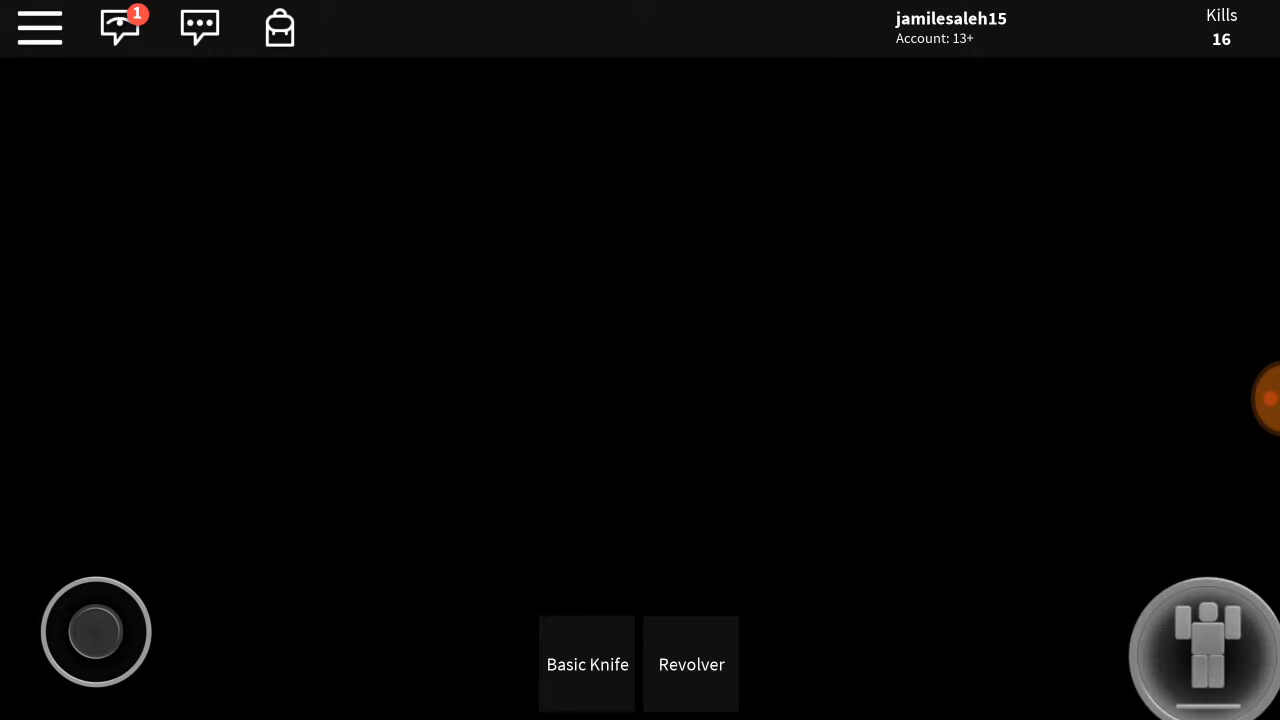 1
jamilesaleh15
Account: 13+
Kills
16
Basic Knife
Revolver